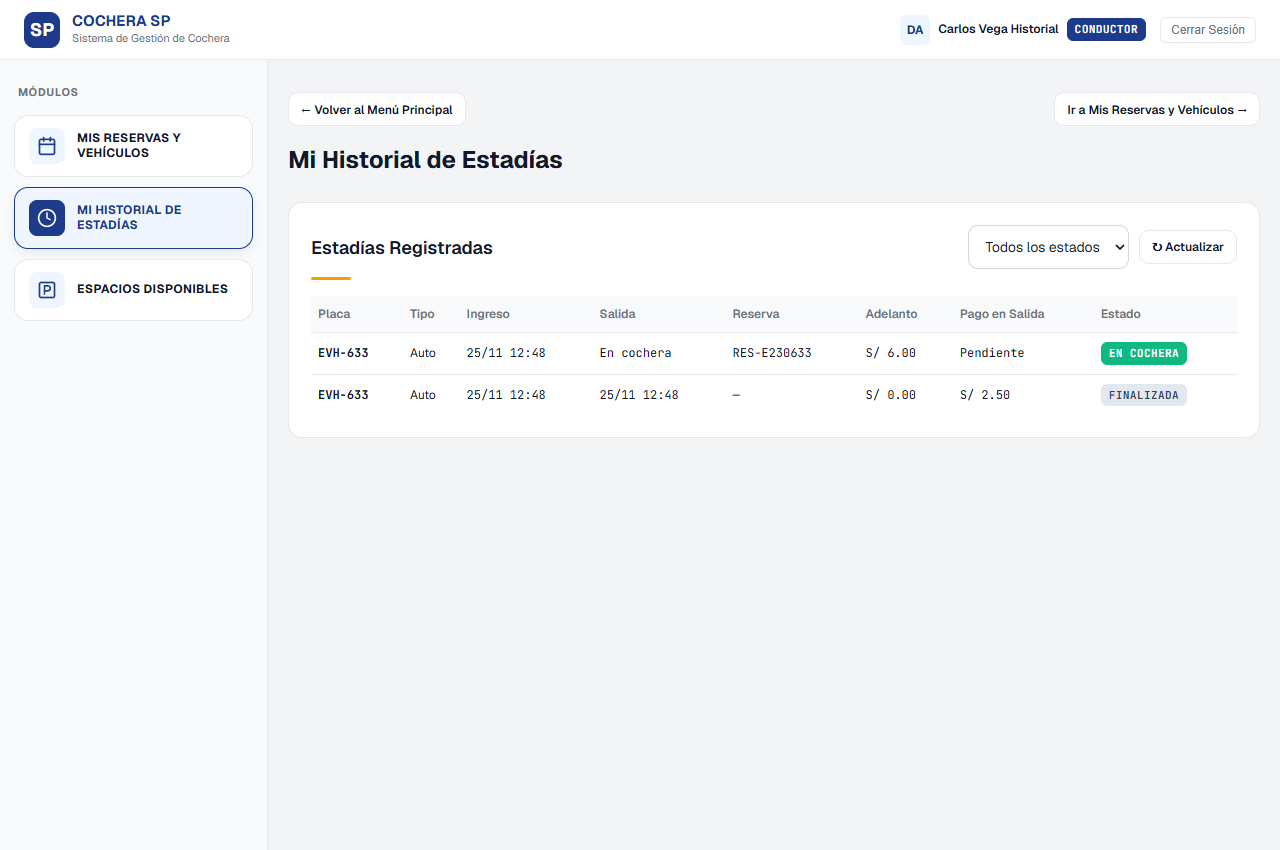 SP
COCHERA SP
Sistema de Gestión de Cochera
DA
Carlos Vega Historial
CONDUCTOR
Cerrar Sesión
MÓDULOS
MIS RESERVAS Y
VEHÍCULOS
MI HISTORIAL DE
ESTADÍAS
ESPACIOS DISPONIBLES
← Volver al Menú Principal
Ir a Mis Reservas y Vehículos →
Mi Historial de Estadías
Estadías Registradas
Todos los estados
↻ Actualizar
Placa Tipo Ingreso Salida Reserva Adelanto Pago en Salida Estado
EVH-633 Auto 25/11 12:48 En cochera RES-E230633 S/ 6.00 Pendiente EN COCHERA
EVH-633 Auto 25/11 12:48 25/11 12:48 — S/ 0.00 S/ 2.50 FINALIZADA